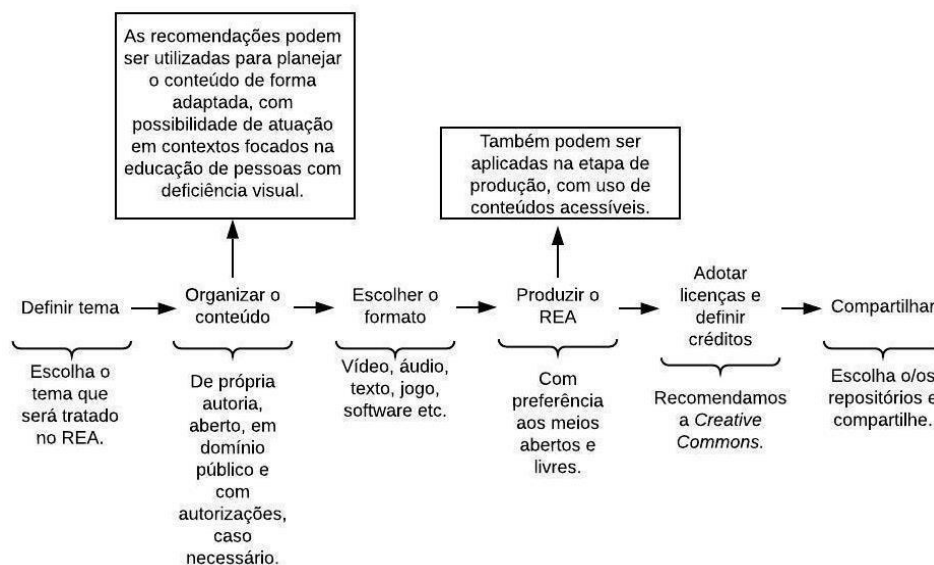 As recomendações podem
ser utilizadas para planejar
o conteúdo de forma
adaptada, com
possibilidade de atuação
em contextos focados na
educação de pessoas com
deficiência visual.
Também podem ser
aplicadas na etapa de
produção, com uso de
conteúdos acessíveis.
Definir tema
Organizar o
conteúdo
Escolher o
formato
Produzir o
REA
Adotar
licenças e
definir
créditos
Compartilhar
Escolha o
tema que
será tratado
no REA.
De própria
autoria,
aberto, em
domínio
público e
com
autorizações,
caso
necessário.
Vídeo, áudio,
texto, jogo,
software etc.
Com
preferência
aos meios
abertos e
livres.
Recomendamos
a Creative
Commons.
Escolha o/os
repositórios e
compartilhe.